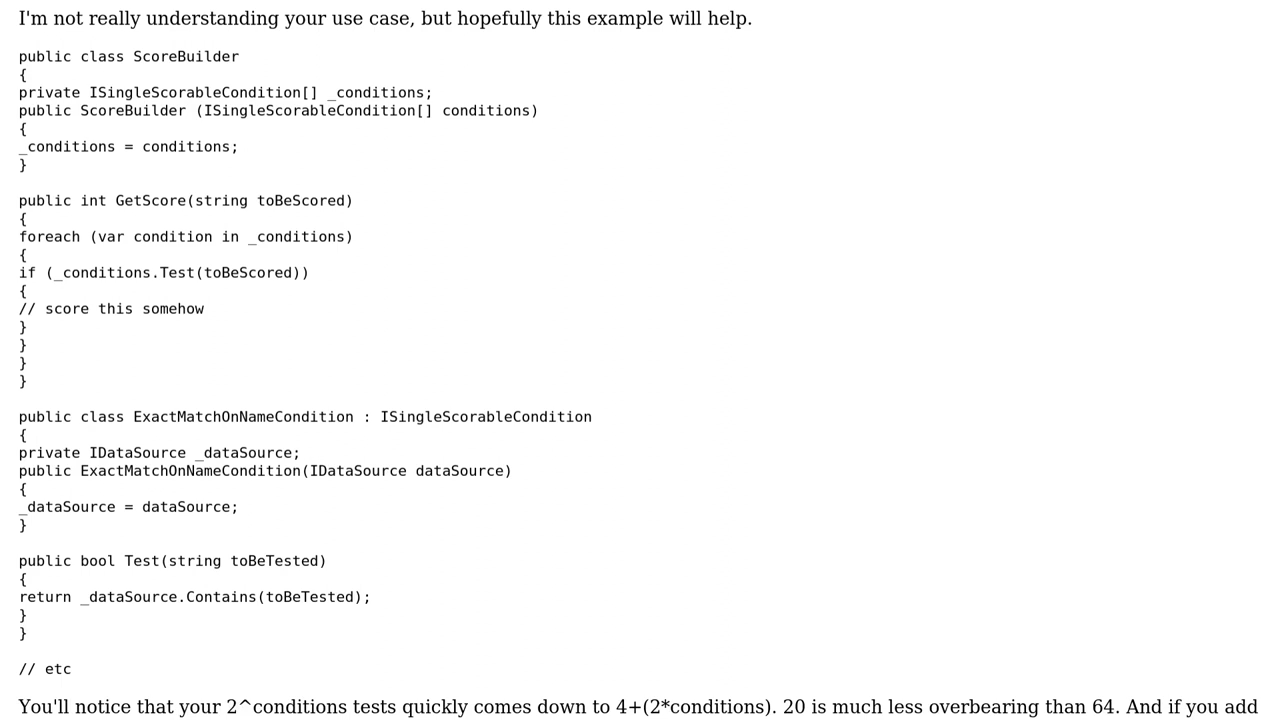 I'm not really understanding your use case, but hopefully this example will help.
public class ScoreBuilder
{
private ISingleScorableCondition[] _conditions;
public ScoreBuilder (ISingleScorableCondition[] conditions)
{
_conditions = conditions;
}
public int GetScore(string toBeScored)
{
foreach (var condition in _conditions)
{
if (_conditions.Test(toBeScored))
{
// score this somehow
}
}
}
}
public class ExactMatchOnNameCondition : ISingleScorableCondition
{
private IDataSource _dataSource;
public ExactMatchOnNameCondition(IDataSource dataSource)
{
_dataSource = dataSource;
}
public bool Test(string toBeTested)
{
return _dataSource.Contains(toBeTested);
}
}
// etc
You'll notice that your 2^conditions tests quickly comes down to 4+(2*conditions). 20 is much less overbearing than 64. And if you add